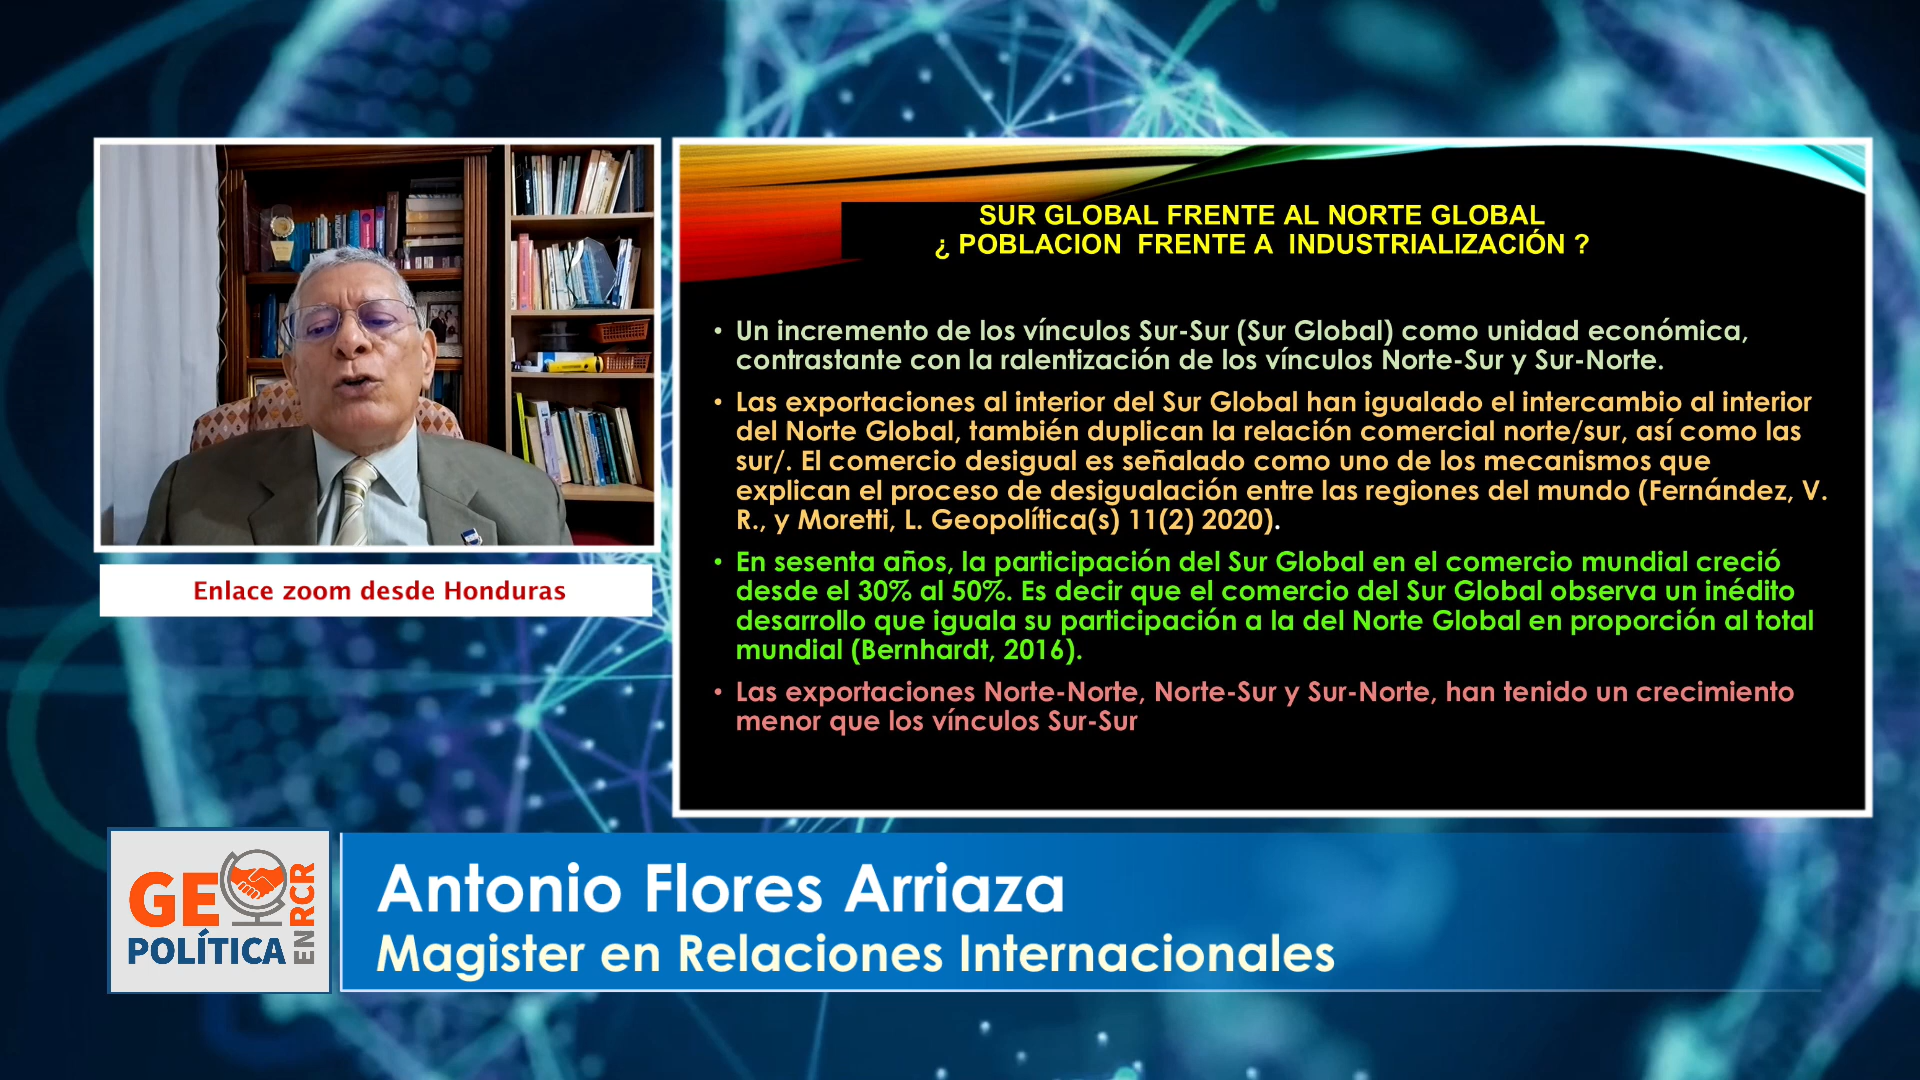 SUR GLOBAL FRENTE AL NORTE GLOBAL
¿ POBLACION FRENTE A INDUSTRIALIZACIÓN ?
• Un incremento de los vínculos Sur-Sur (Sur Global) como unidad económica,
contrastante con la ralentización de los vínculos Norte-Sur y Sur-Norte.
• Las exportaciones al interior del Sur Global han igualado el intercambio al interior
del Norte Global, también duplican la relación comercial norte/sur, así como las
sur/. El comercio desigual es señalado como uno de los mecanismos que
explican el proceso de desigualación entre las regiones del mundo (Fernández, V.
R., y Moretti, L. Geopolítica(s) 11(2) 2020).
• En sesenta años, la participación del Sur Global en el comercio mundial creció
desde el 30% al 50%. Es decir que el comercio del Sur Global observa un inédito
desarrollo que iguala su participación a la del Norte Global en proporción al total
mundial (Bernhardt, 2016).
• Las exportaciones Norte-Norte, Norte-Sur y Sur-Norte, han tenido un crecimiento
menor que los vínculos Sur-Sur
Enlace zoom desde Honduras
GEO
POLÍTICA
EN RCR
Antonio Flores Arriaza
Magister en Relaciones Internacionales